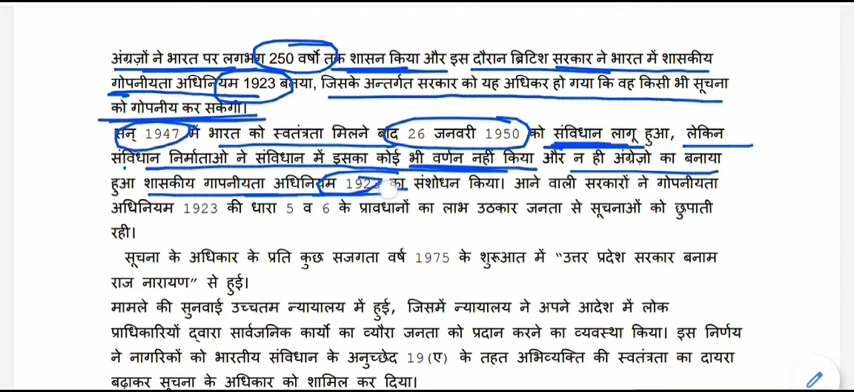 अंग्रज़ों ने भारत पर लगभग 250 वर्षो तक शासन किया और इस दौरान ब्रिटिश सरकार ने भारत में शासकीय
गोपनीयता अधिनियम 1923 बनया, जिसके अन्तर्गत सरकार को यह अधिकर हो गया कि वह किसी भी सूचना
को गोपनीय कर सकेगी।
सन् 1947 में भारत को स्वतंत्रता मिलने बाद 26 जनवरी 1950 को संविधान लागू हुआ, लेकिन
संविधान निर्माताओ ने संविधान में इसका कोई भी वर्णन नहीं किया और न ही अंग्रेज़ो का बनाया
हुआ शासकीय गापनीयता अधिनियम 1923 का संशोधन किया। आने वाली सरकारों ने गोपनीयता
अधिनियम 1923 की धारा 5 व 6 के प्रावधानों का लाभ उठकार जनता से सूचनाओं को छुपाती
रही।
सूचना के अधिकार के प्रति कुछ सजगता वर्ष 1975 के शुरूआत में "उत्तर प्रदेश सरकार बनाम
राज नारायण" से हुई।
मामले की सुनवाई उच्चतम न्यायालय में हुई, जिसमें न्यायालय ने अपने आदेश में लोक
प्राधिकारियों द्वारा सार्वजनिक कार्यो का व्यौरा जनता को प्रदान करने का व्यवस्था किया। इस निर्णय
ने नागरिकों को भारतीय संविधान के अनुच्छेद 19(ए) के तहत अभिव्यक्ति की स्वतंत्रता का दायरा
बढ़ाकर सूचना के अधिकार को शामिल कर दिया।